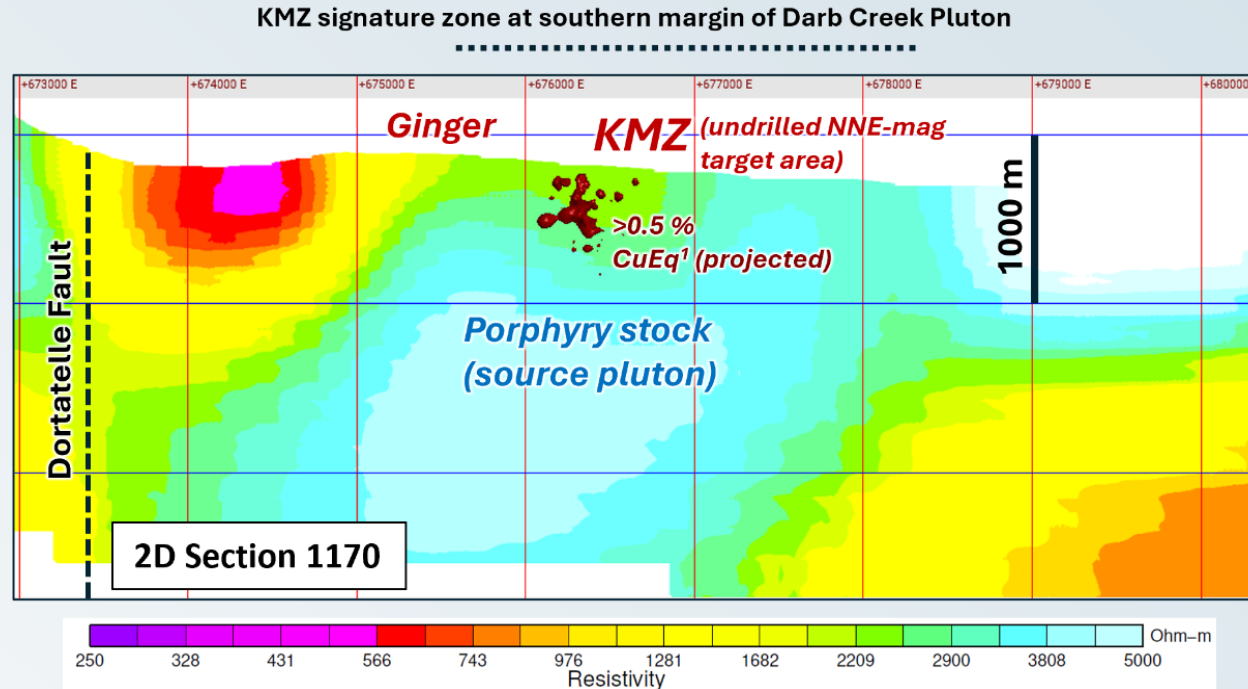 KMZ signature zone at southern margin of Darb Creek Pluton
+673000 E
+674000 E
+675000 E
+676000 E
+677000 E
+678000 E
+679000 E
+680000
Ginger
KMZ (undrilled NNE-mag
target area)
1000 m
>0.5 %
CuEq¹ (projected)
Dortatelle Fault
Porphyry stock
(source pluton)
2D Section 1170
Ohm–m
250 328 431 566 743 976 1281 1682 2209 2900 3808 5000
Resistivity